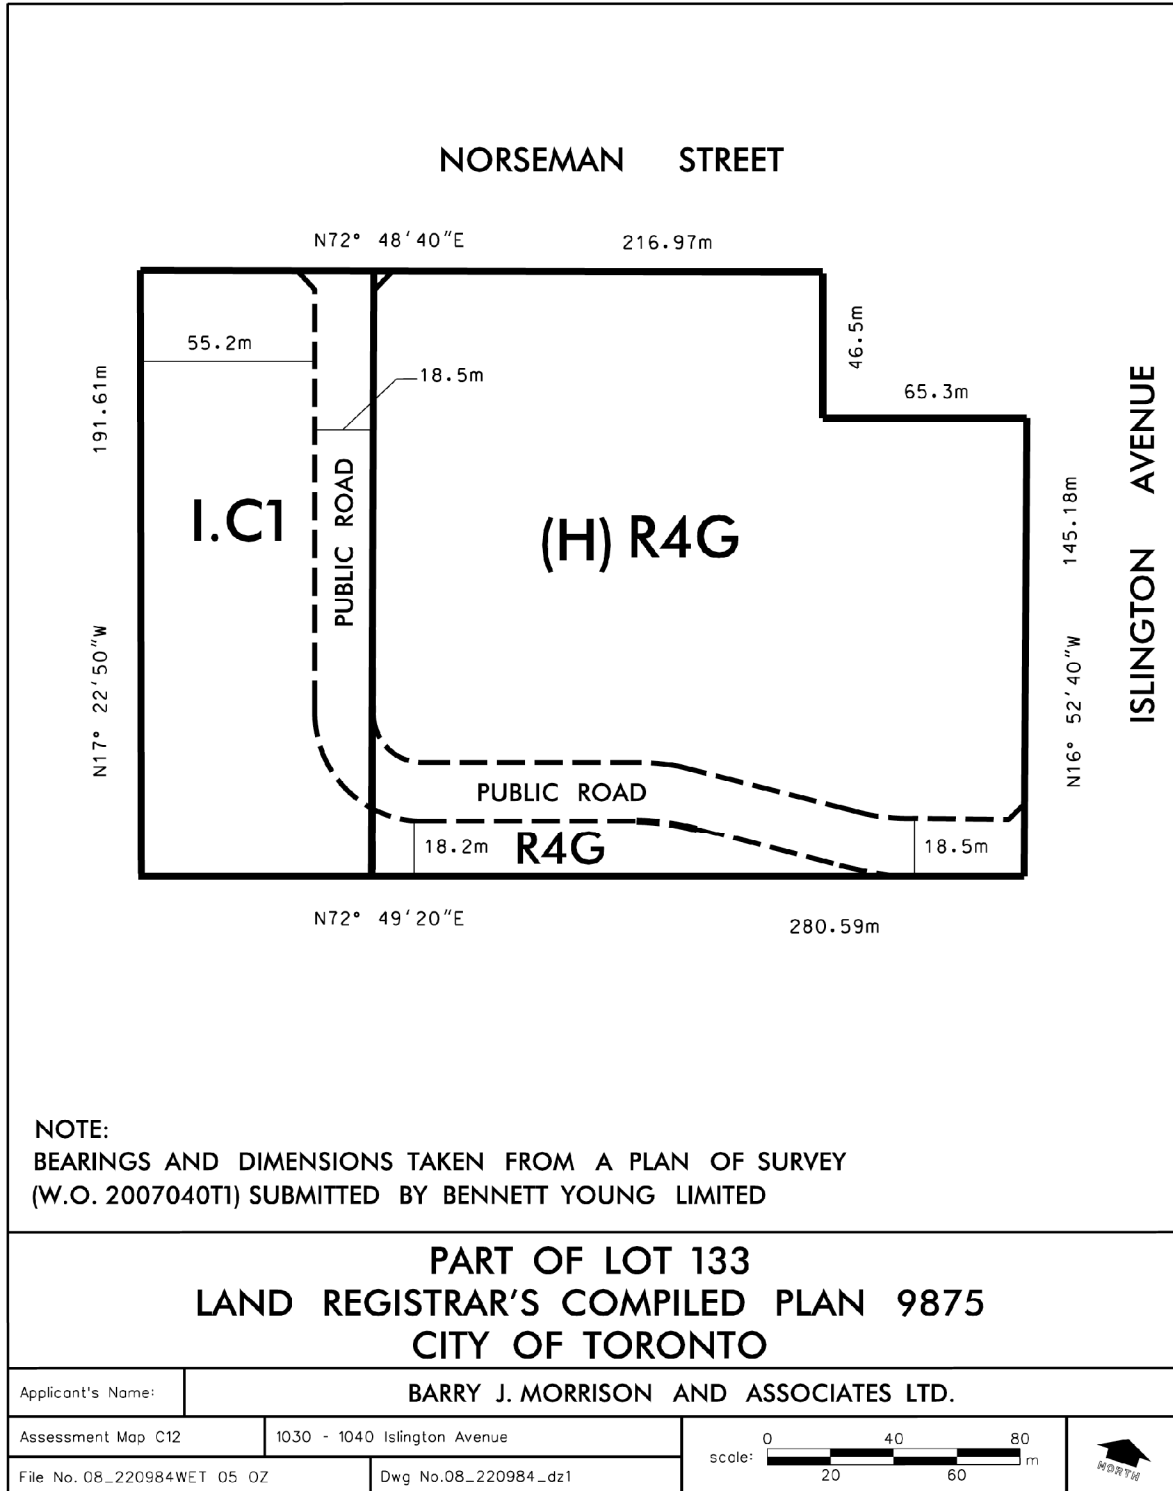 NORSEMAN STREET
N72° 48'40"E 216.97m
46.5m
55.2m
18.5m
65.3m
191.61m
N17° 22'50"W
I.C1
PUBLIC ROAD
(H) R4G
145.18m
N16° 52'40"W
ISLINGTON AVENUE
PUBLIC ROAD
18.2m R4G 18.5m
N72° 49'20"E 280.59m
NOTE:
BEARINGS AND DIMENSIONS TAKEN FROM A PLAN OF SURVEY
(W.O. 2007040T1) SUBMITTED BY BENNETT YOUNG LIMITED
PART OF LOT 133
LAND REGISTRAR'S COMPILED PLAN 9875
CITY OF TORONTO
Applicant's Name: BARRY J. MORRISON AND ASSOCIATES LTD.
Assessment Map C12 1030 - 1040 Islington Avenue
File No. 08_220984WET 05 OZ Dwg No.08_220984_dz1
scale: 0 40 80 m
20 60
NORTH